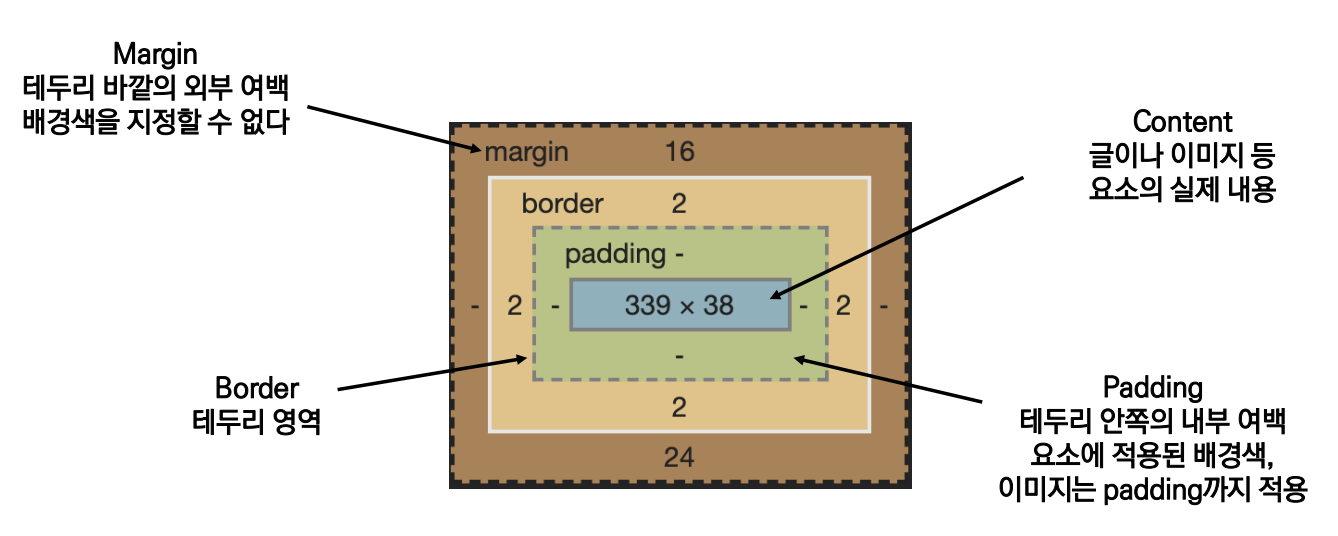 Margin
테두리 바깥의 외부 여백
배경색을 지정할 수 없다
Content
글이나 이미지 등
요소의 실제 내용
margin 16
border 2
padding -
- 2 - 339 × 38 - 2 -
-
2
24
Border
테두리 영역
Padding
테두리 안쪽의 내부 여백
요소에 적용된 배경색,
이미지는 padding까지 적용